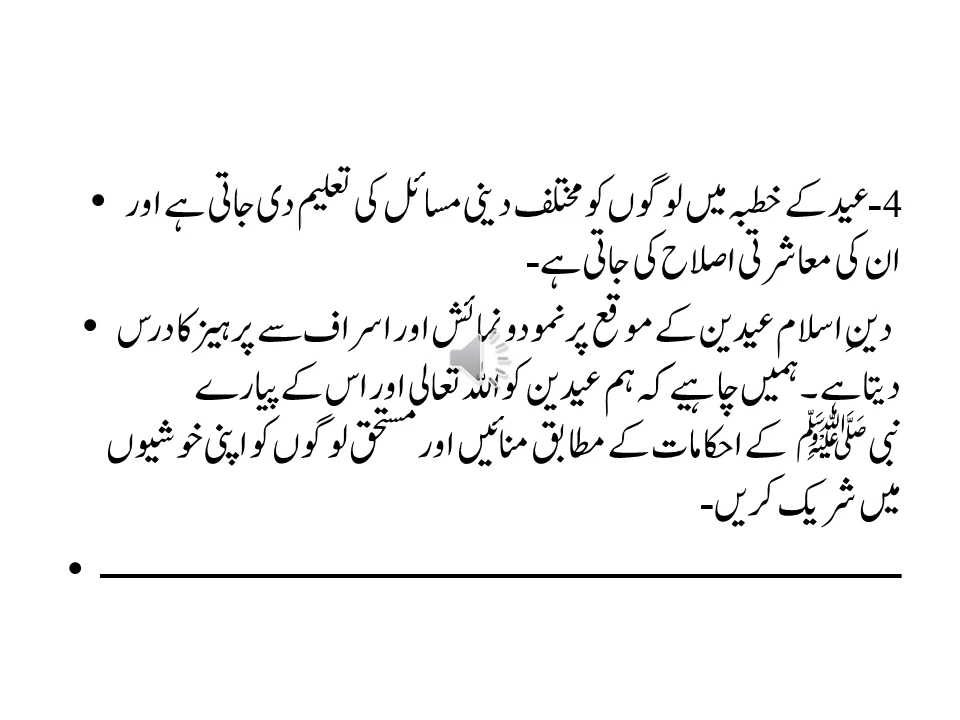 • 4-عید کے خطبہ میں لوگوں کو مختلف دینی مسائل کی تعلیم دی جاتی ہے اور
ان کی معاشرتی اصلاح کی جاتی ہے-
• دینِ اسلام عیدین کے موقع پر نمود و نمائش اور اسراف سے پرہیز کا درس
دیتا ہے۔ ہمیں چاہیے کہ ہم عیدین کو اللہ تعالی اور اس کے پیارے
نبی ﷺ کے احکامات کے مطابق منائیں اور مستحق لوگوں کو اپنی خوشیوں
میں شریک کریں-
• ـــــــــــــــــــــــــــــــــــــــــــــــــــــــــ